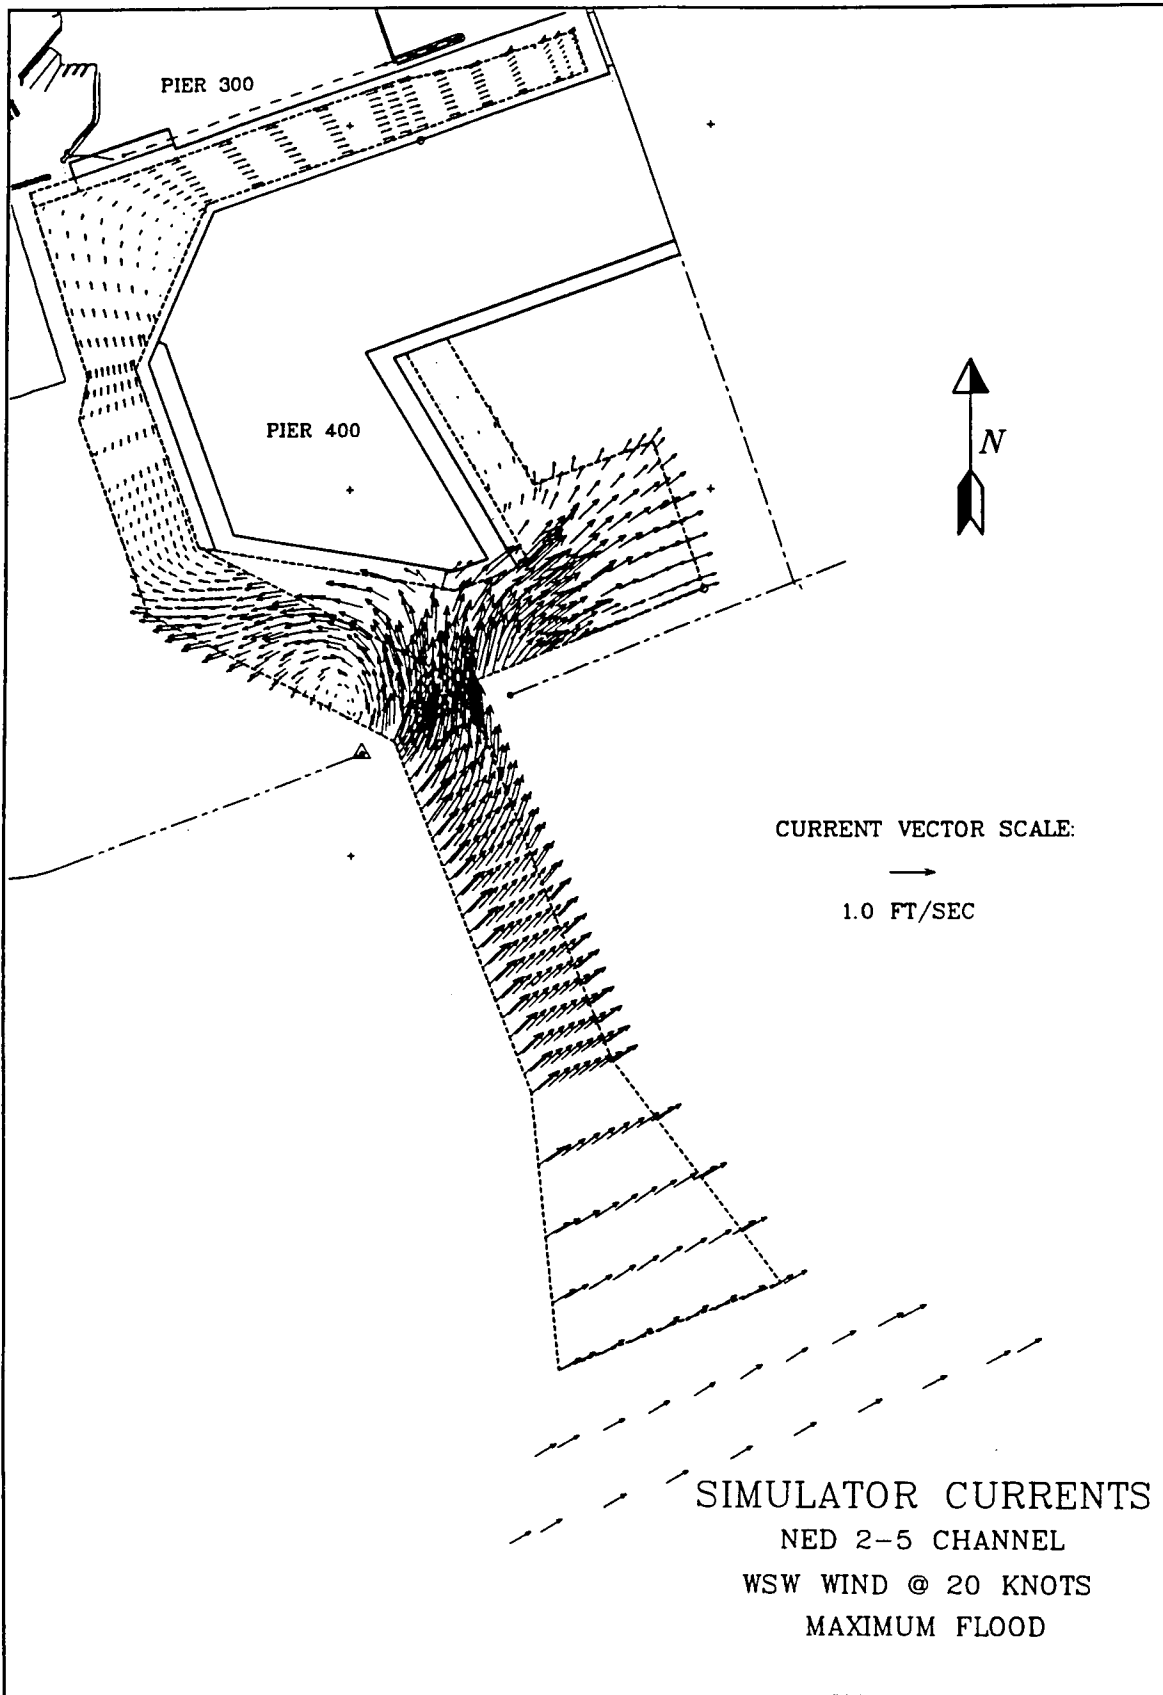 PIER 300
PIER 400
N
CURRENT VECTOR SCALE:
1.0 FT/SEC
SIMULATOR CURRENTS
NED 2-5 CHANNEL
WSW WIND @ 20 KNOTS
MAXIMUM FLOOD